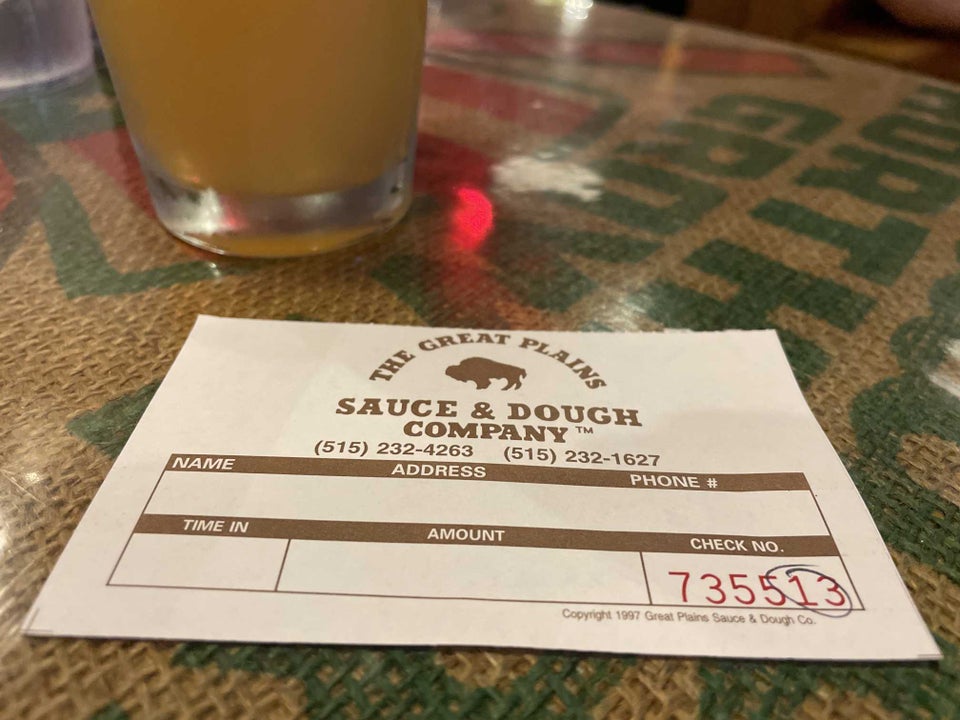 THE GREAT PLAINS
SAUCE & DOUGH
COMPANY™
(515) 232-4263 (515) 232-1627
NAME ADDRESS PHONE #
TIME IN AMOUNT CHECK NO.
735513
Copyright 1997 Great Plains Sauce & Dough Co.